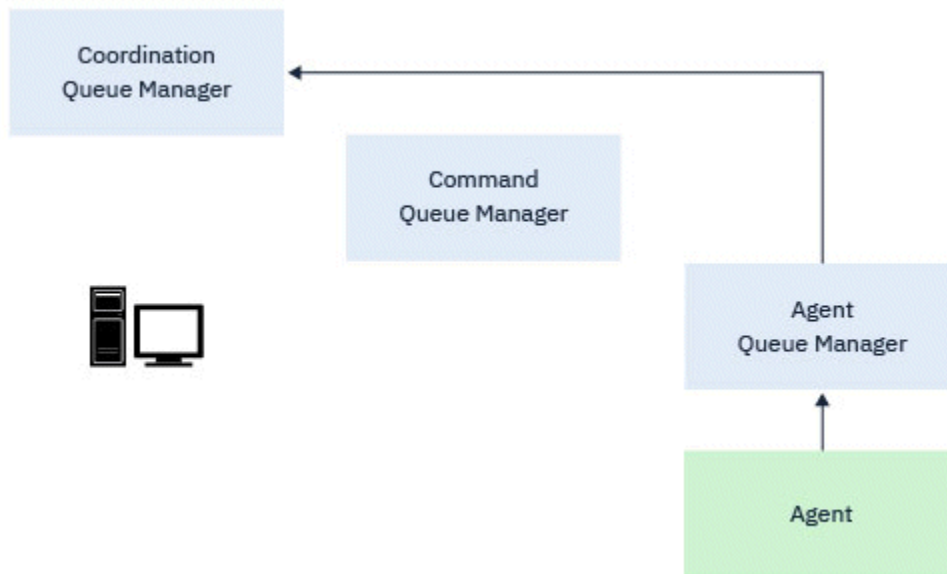 Coordination
Queue Manager
Command
Queue Manager
Agent
Queue Manager
Agent